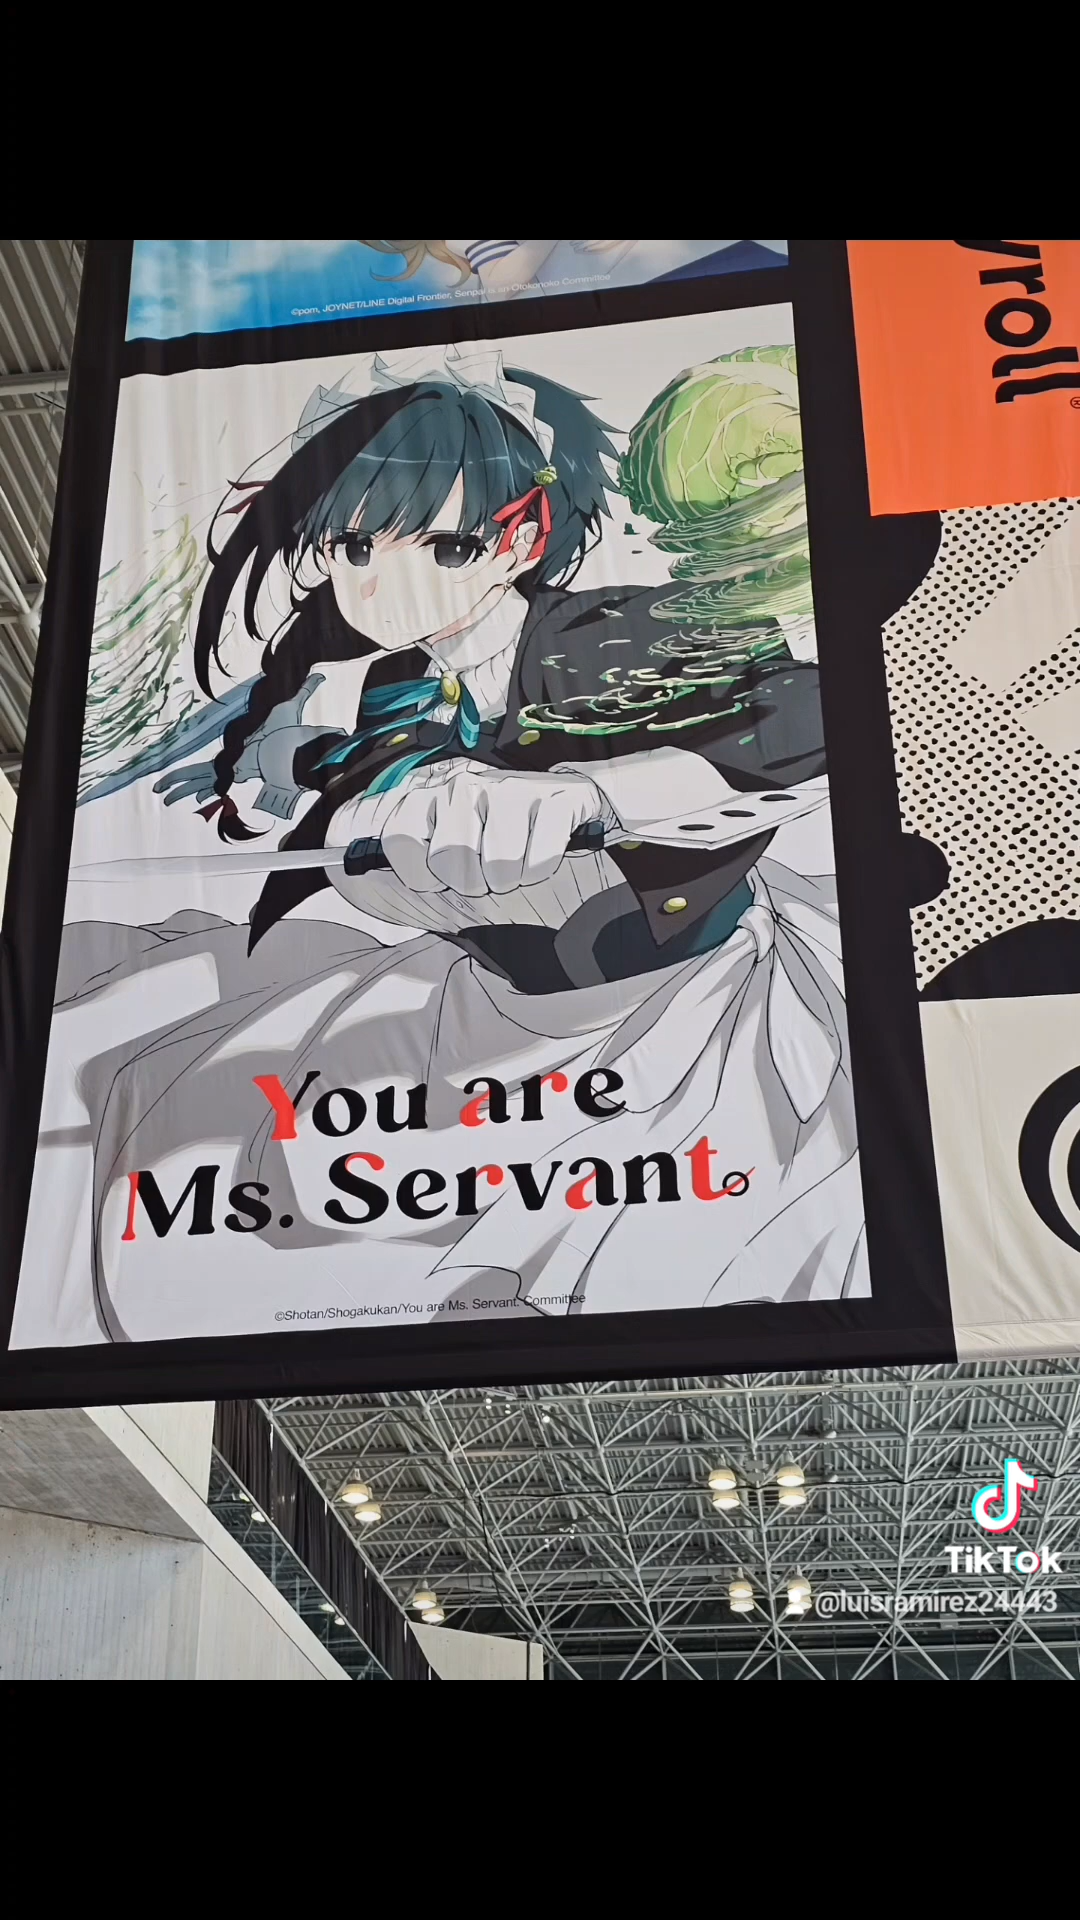 ©pom, JOYNET/LINE Digital Frontier, Senpai is an Otokonoko Committee
yroll®
You are
Ms. Servant.
©Shotan/Shogakukan/You are Ms. Servant. Committee
TikTok
@luisramirez24443